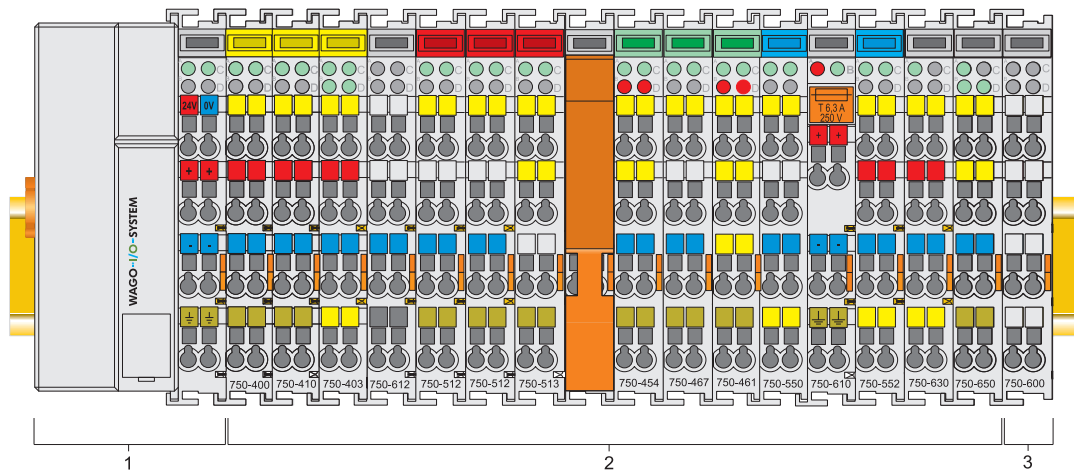 C C C C C C C C C C C B C C C C
D D D D D D D D D D D D D
24V 0V
T 6,3 A
250 V
+ +
+ +
WAGO-I/O-SYSTEM
- -
- -
750-400 750-410 750-403 750-612 750-512 750-512 750-513 750-454 750-467 750-461 750-550 750-610 750-552 750-630 750-650 750-600
1 2 3